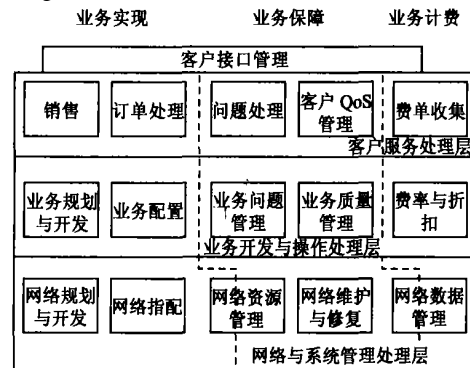 业务实现 业务保障 业务计费
客户接口管理
销售 订单处理 问题处理 客户 QoS 管理 费单收集
客户服务处理层
业务规划与开发 业务配置 业务问题管理 业务质量管理 费率与折扣
业务开发与操作处理层
网络规划与开发 网络指配 网络资源管理 网络维护与修复 网络数据管理
网络与系统管理处理层